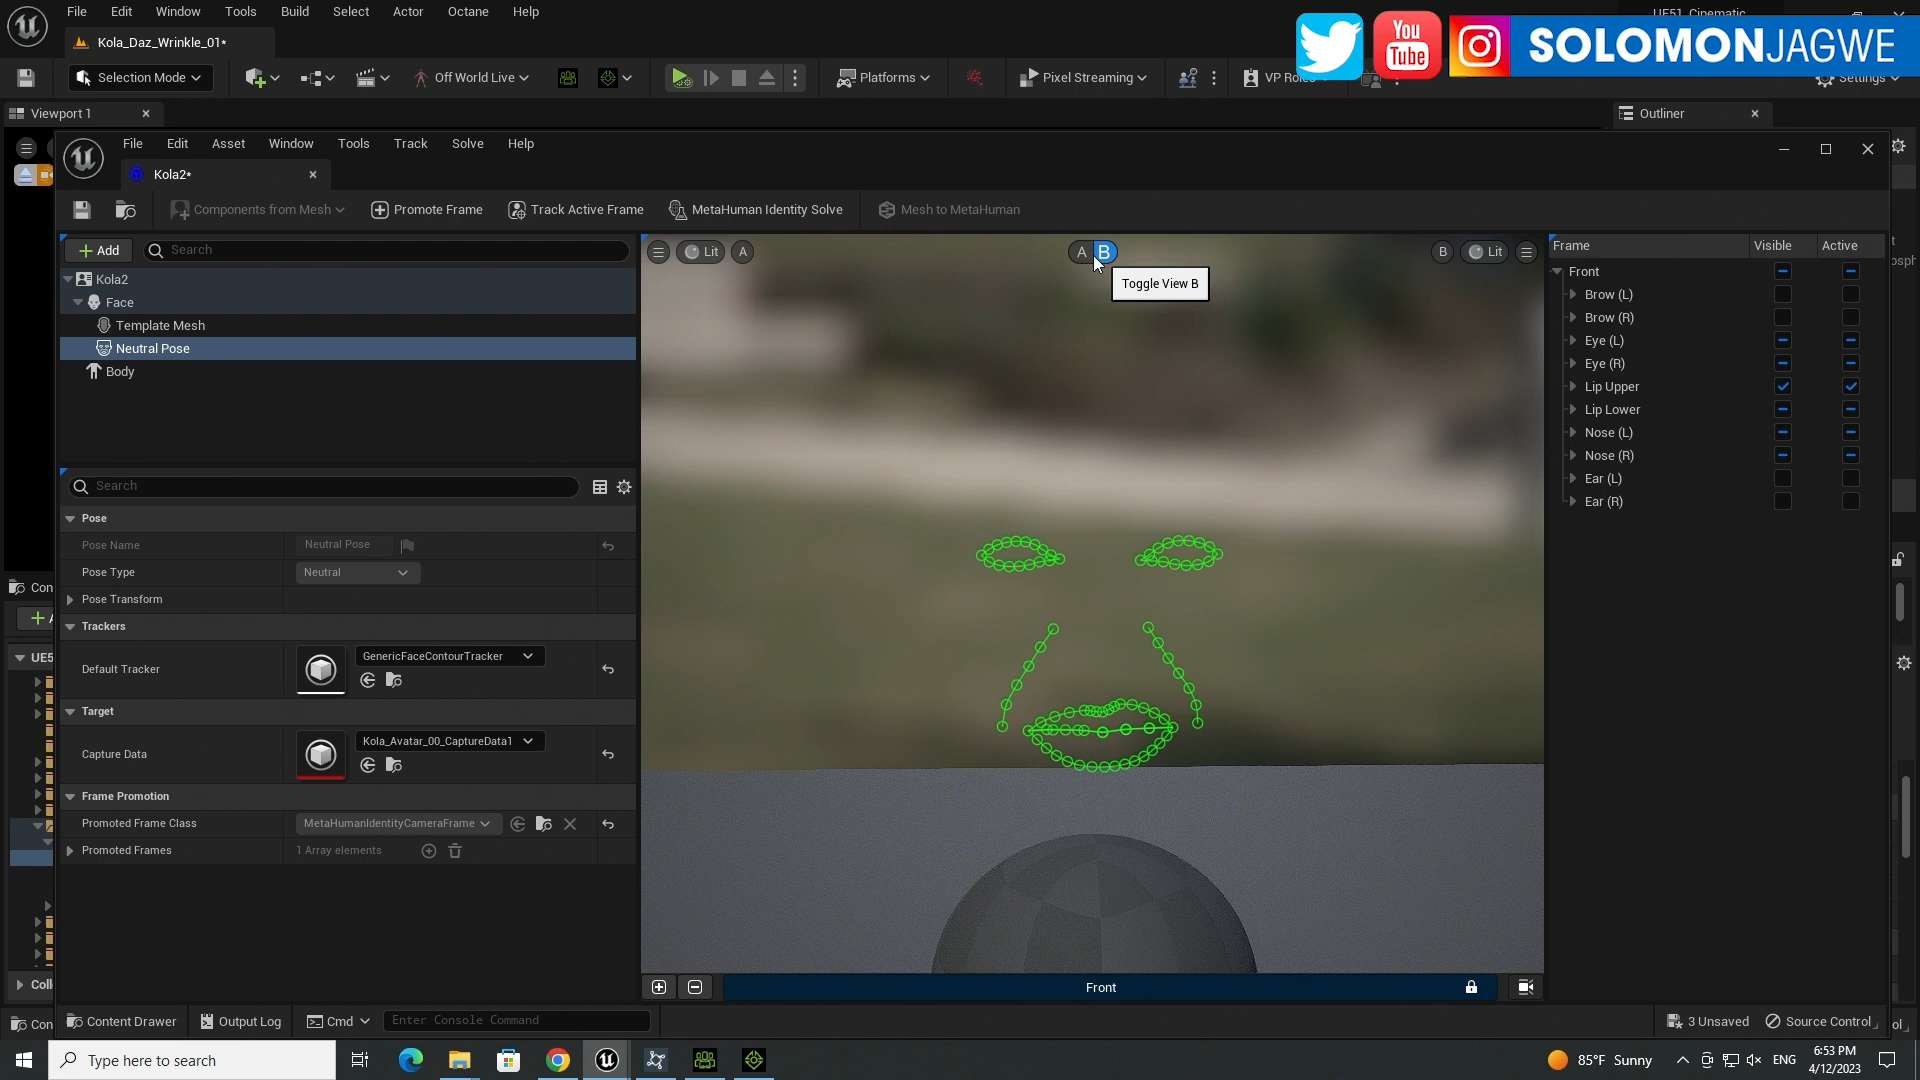 File Edit Window Tools Build Select Actor Octane Help
UE51_Cinematic
Kola_Daz_Wrinkle_01*
You Tube
SOLOMONJAGWE
Selection Mode
Off World Live
Platforms
Pixel Streaming
VP Roles
Settings
Viewport 1
Outliner
File Edit Asset Window Tools Track Solve Help
Kola2*
Components from Mesh
Promote Frame
Track Active Frame
MetaHuman Identity Solve
Mesh to MetaHuman
Add
Search
Kola2
Face
Template Mesh
Neutral Pose
Body
Lit
A
A B
Toggle View B
B
Lit
Frame Visible Active
Front
Brow (L)
Brow (R)
Eye (L)
Eye (R)
Lip Upper
Lip Lower
Nose (L)
Nose (R)
Ear (L)
Ear (R)
Search
Pose
Pose Name Neutral Pose
Pose Type Neutral
Pose Transform
Trackers
Default Tracker GenericFaceContourTracker
Target
Capture Data Kola_Avatar_00_CaptureData1
Frame Promotion
Promoted Frame Class MetaHumanIdentityCameraFrame
Promoted Frames 1 Array elements
Front
Con
UE5
Coll
Con
Content Drawer
Output Log
Cmd
Enter Console Command
3 Unsaved
Source Control
Type here to search
85°F Sunny
ENG
6:53 PM
4/12/2023